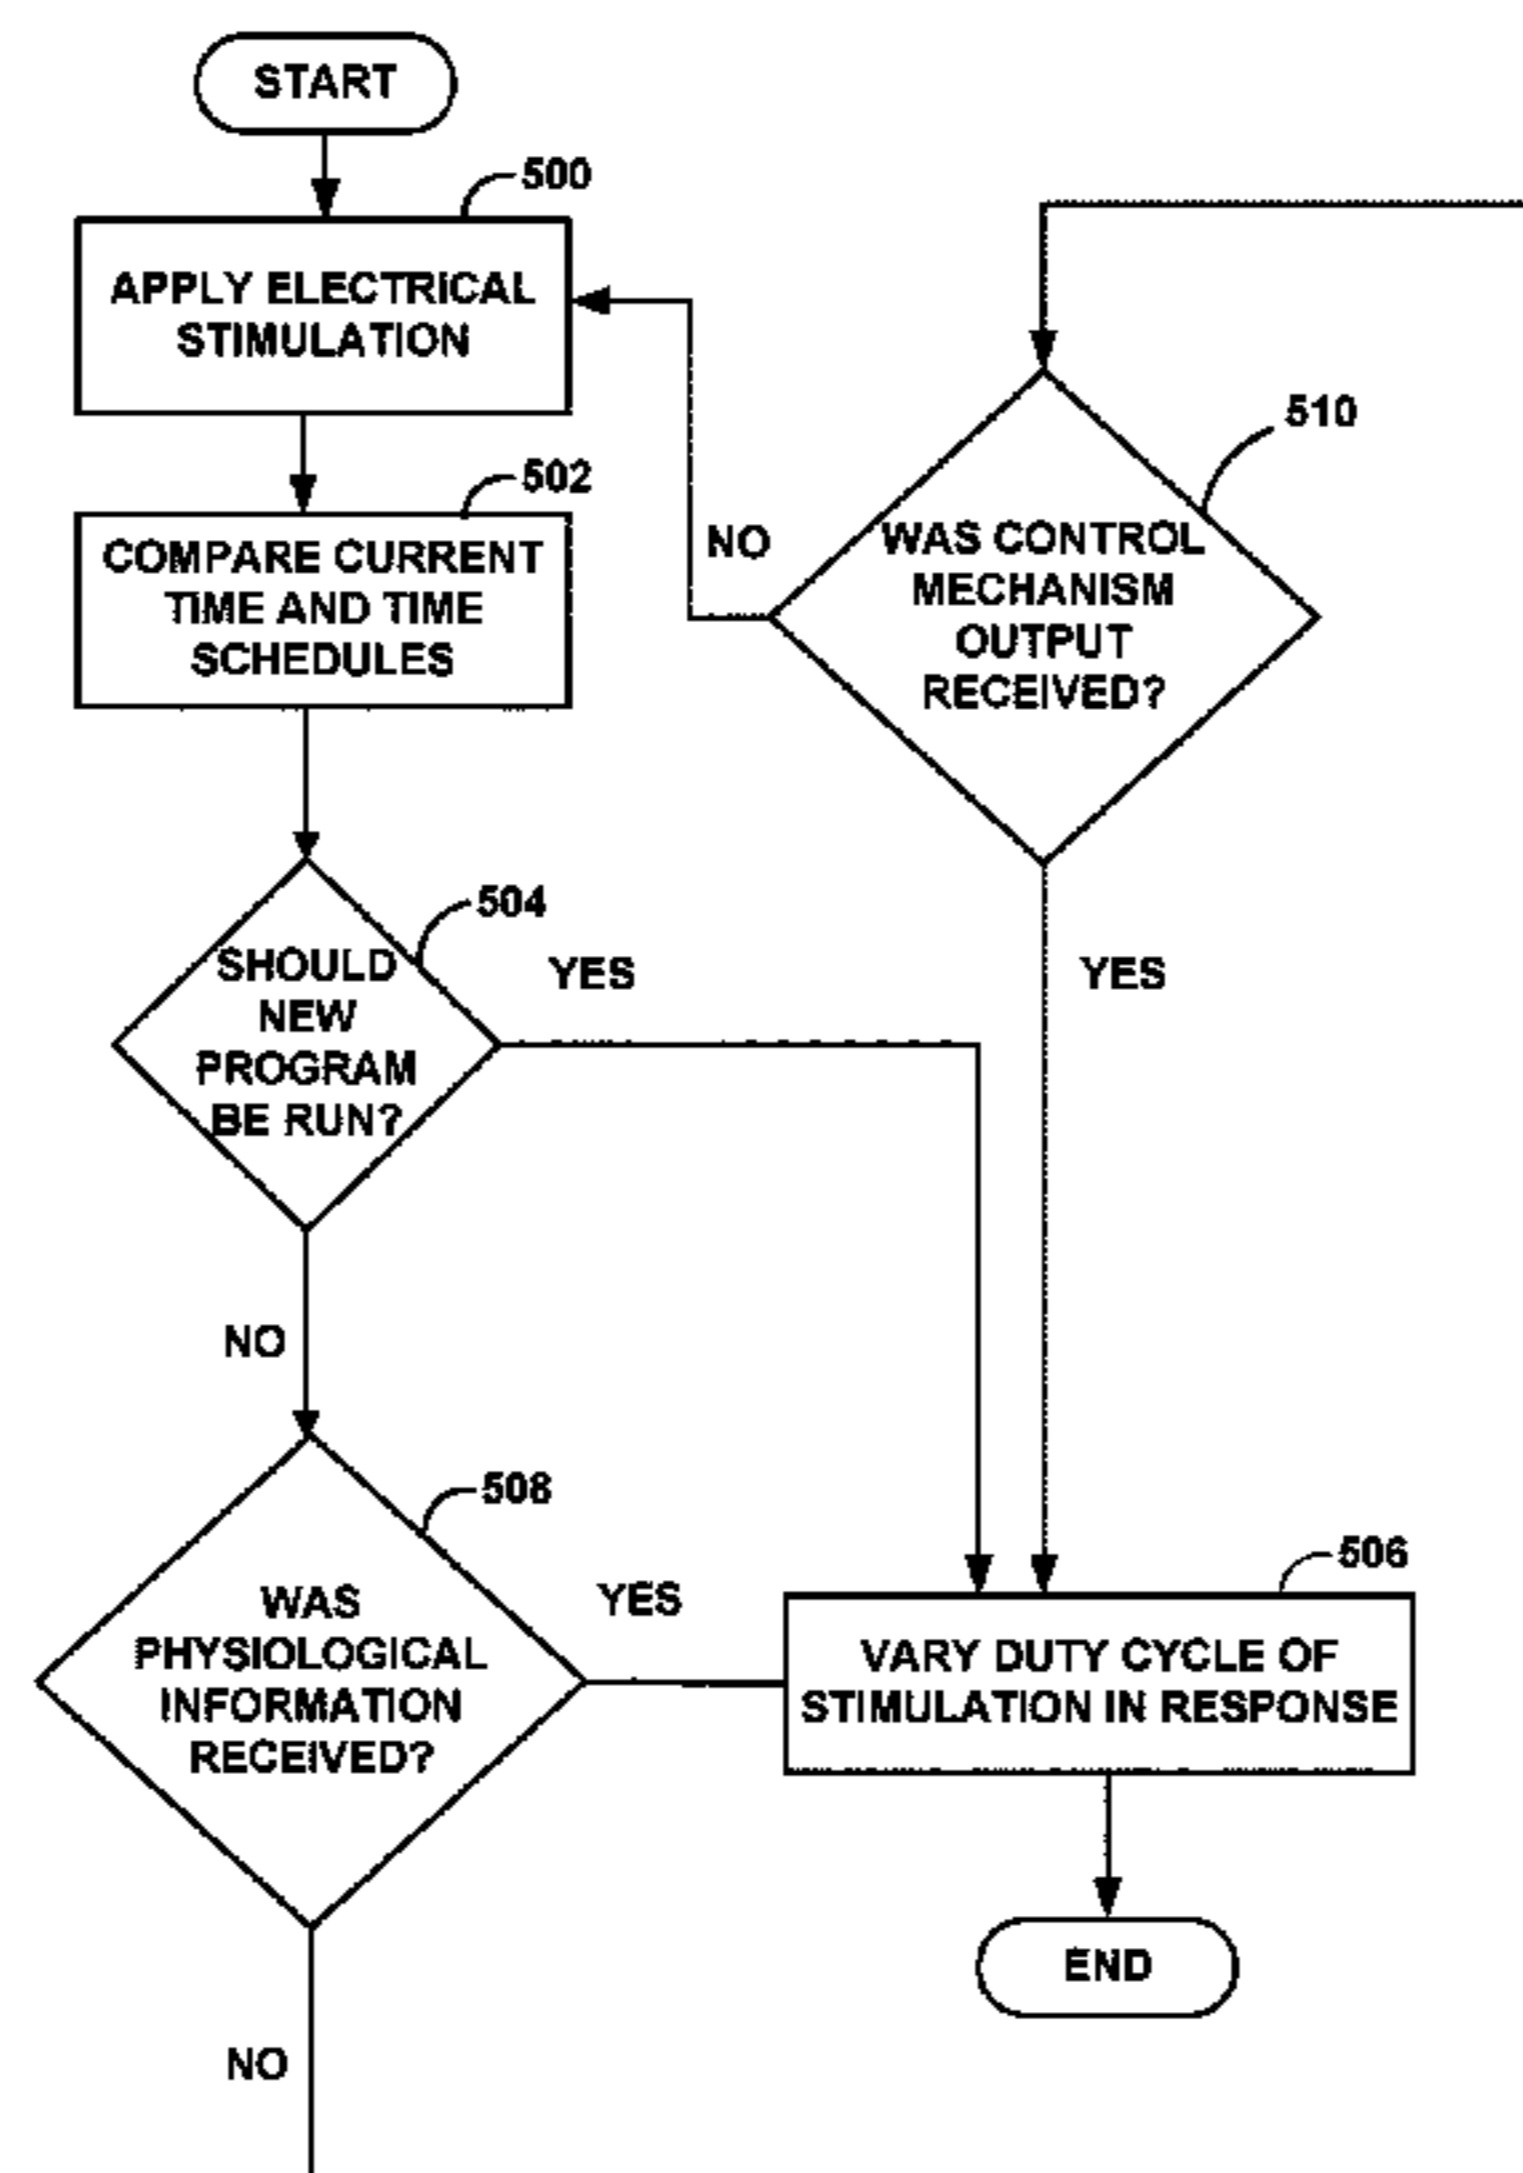 START
500
APPLY ELECTRICAL
STIMULATION
502
COMPARE CURRENT
TIME AND TIME
SCHEDULES
504
SHOULD
NEW
PROGRAM
BE RUN?
YES
NO
508
WAS
PHYSIOLOGICAL
INFORMATION
RECEIVED?
YES
NO
510
WAS CONTROL
MECHANISM
OUTPUT
RECEIVED?
NO
YES
506
VARY DUTY CYCLE OF
STIMULATION IN RESPONSE
END